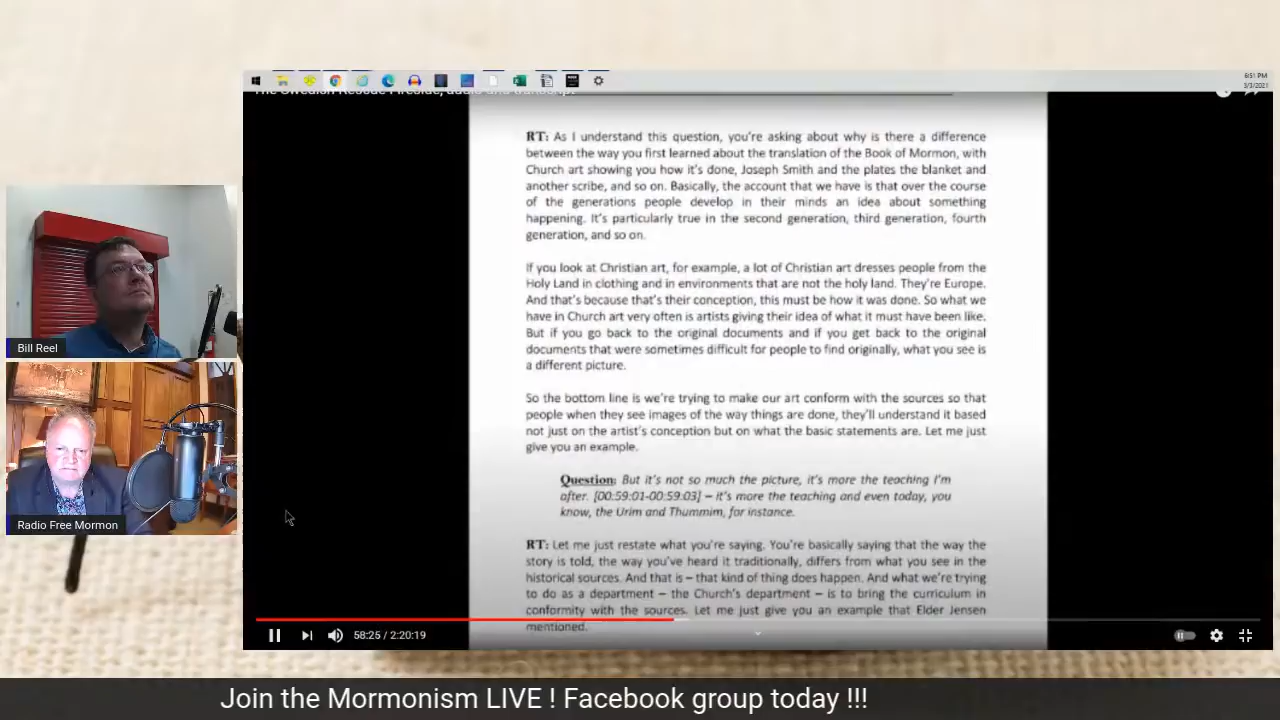 6:51 PM
3/3/2021
The Swedish Rescue Fireside, audio and transcript
RT: As I understand this question, you're asking about why is there a difference
between the way you first learned about the translation of the Book of Mormon, with
Church art showing you how it's done, Joseph Smith and the plates the blanket and
another scribe, and so on. Basically, the account that we have is that over the course
of the generations people develop in their minds an idea about something
happening. It's particularly true in the second generation, third generation, fourth
generation, and so on.
If you look at Christian art, for example, a lot of Christian art dresses people from the
Holy Land in clothing and in environments that are not the holy land. They're Europe.
And that's because that's their conception, this must be how it was done. So what we
have in Church art very often is artists giving their idea of what it must have been like.
But if you go back to the original documents and if you get back to the original
documents that were sometimes difficult for people to find originally, what you see is
a different picture.
So the bottom line is we're trying to make our art conform with the sources so that
people when they see images of the way things are done, they'll understand it based
not just on the artist's conception but on what the basic statements are. Let me just
give you an example.
Question: But it's not so much the picture, it's more the teaching I'm
after. [00:59:01-00:59:03] – it's more the teaching and even today, you
know, the Urim and Thummim, for instance.
RT: Let me just restate what you're saying. You're basically saying that the way the
story is told, the way you've heard it traditionally, differs from what you see in the
historical sources. And that is – that kind of thing does happen. And what we're trying
to do as a department – the Church's department – is to bring the curriculum in
conformity with the sources. Let me just give you an example that Elder Jensen
mentioned.
58:25 / 2:20:19
Bill Reel
Radio Free Mormon
Join the Mormonism LIVE ! Facebook group today !!!